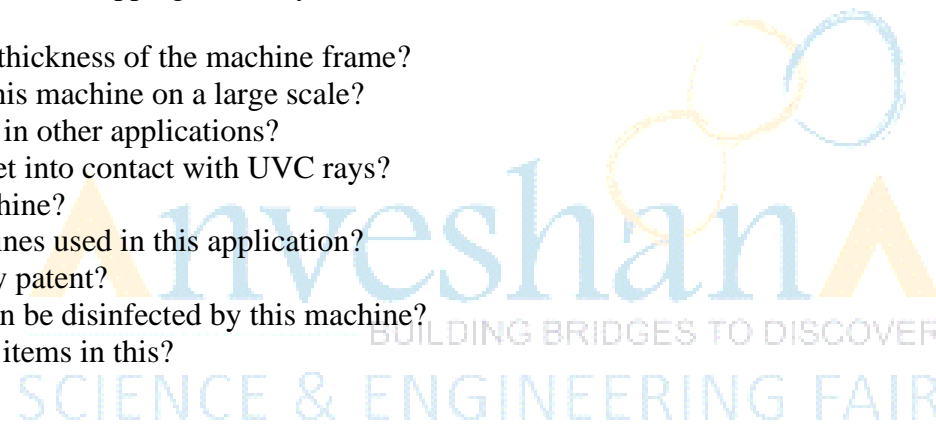 thickness of the machine frame?
his machine on a large scale?
in other applications?
et into contact with UVC rays?
hine?
ines used in this application?
y patent?
n be disinfected by this machine?
items in this?
Anveshan
BUILDING BRIDGES TO DISCOVER
SCIENCE & ENGINEERING FAIR